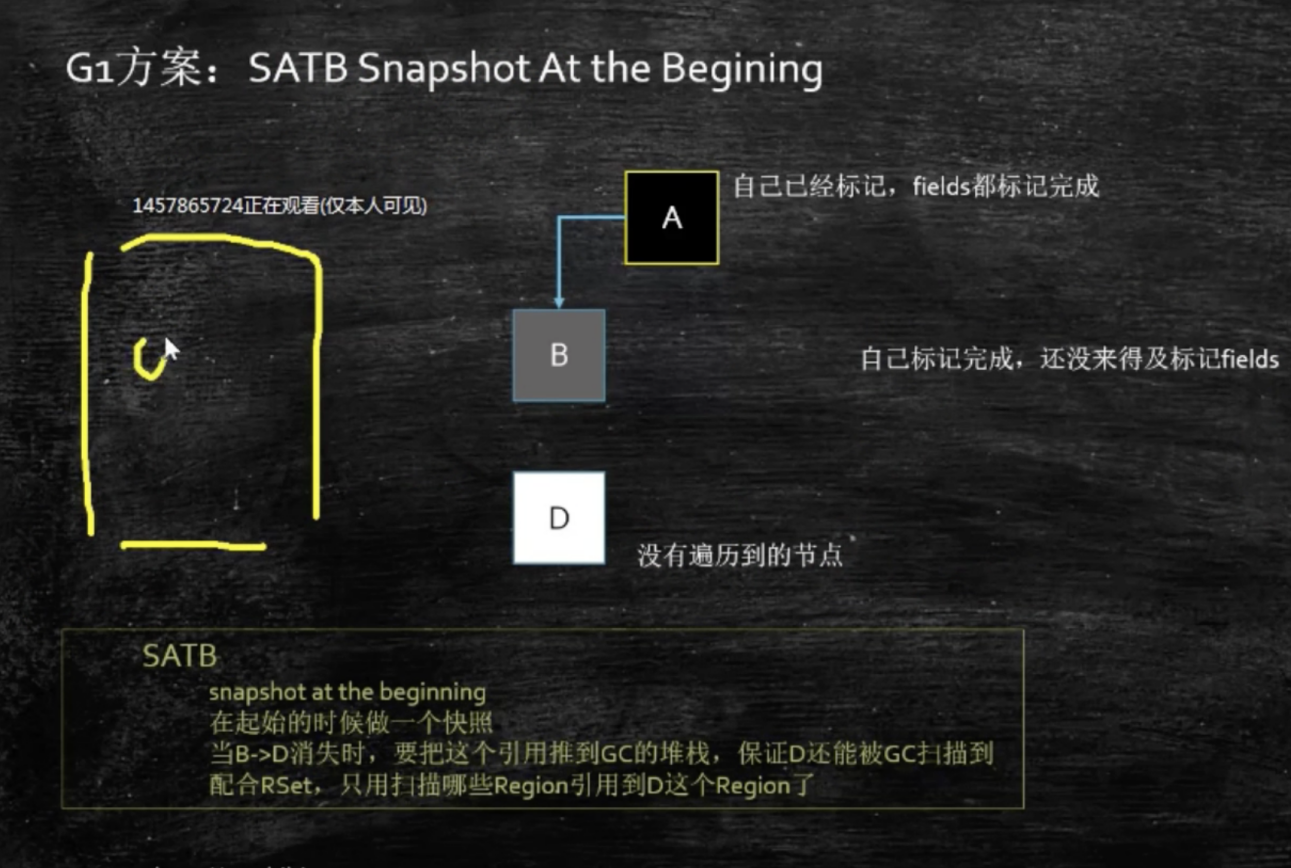 G1方案：SATB Snapshot At the Begining
A
自己已经标记，fields都标记完成
1457865724正在观看(仅本人可见)
B
自己标记完成，还没来得及标记fields
D
没有遍历到的节点
SATB
snapshot at the beginning
在起始的时候做一个快照
当B->D消失时，要把这个引用推到GC的堆栈，保证D还能被GC扫描到
配合RSet，只用扫描哪些Region引用到D这个Region了